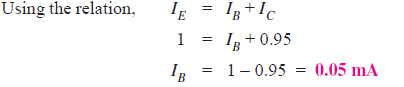 Using the relation, I_E = I_B + I_C
1 = I_B + 0.95
I_B = 1 – 0.95 = 0.05 mA